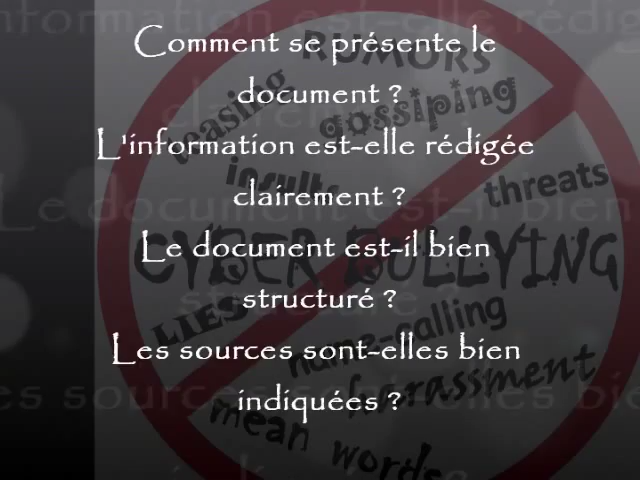 Comment se présente le
document ?
L'information est-elle rédigée
clairement ?
Le document est-il bien
structuré ?
Les sources sont-elles bien
indiquées ?
RUMORS
teasing
gossiping
insults
threats
CYBER BULLYING
LIES
name-calling
harassment
mean words